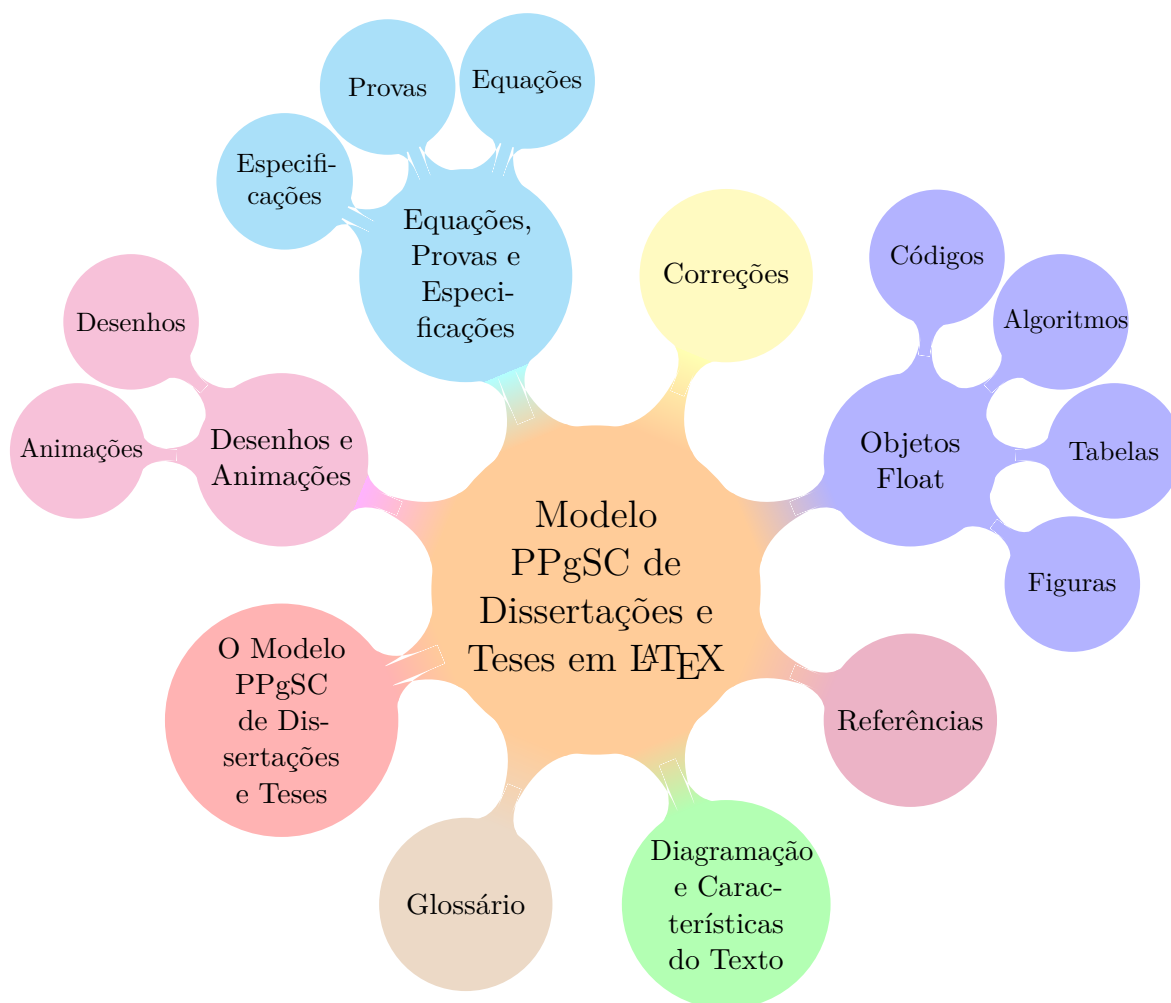 Equações
Provas
Especifi-
cações
Equações,
Provas e
Especi-
ficações
Correções
Códigos
Algoritmos
Tabelas
Figuras
Objetos
Float
Desenhos
Animações
Desenhos e
Animações
Modelo
PPgSC de
Dissertações e
Teses em LATEX
O Modelo
PPgSC
de Dis-
sertações
e Teses
Referências
Glossário
Diagramação
e Carac-
terísticas
do Texto